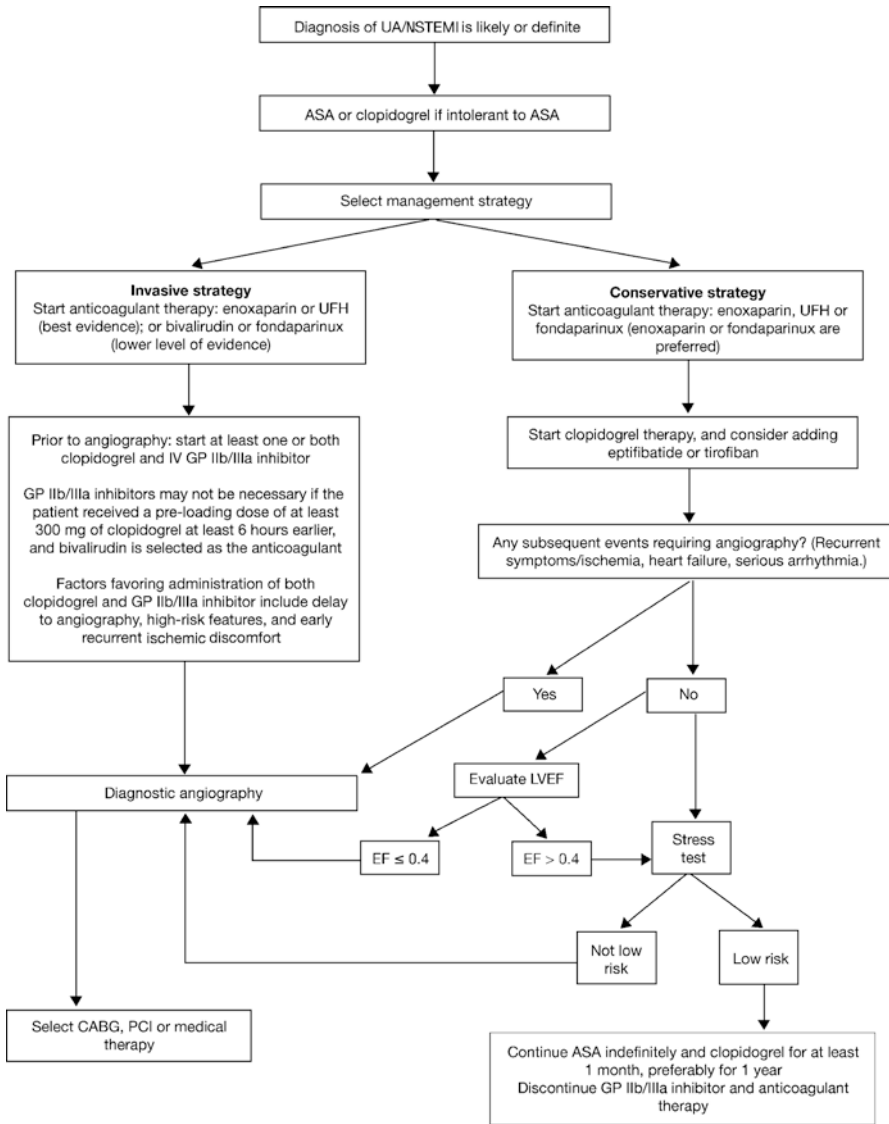 Diagnosis of UA/NSTEMI is likely or definite
ASA or clopidogrel if intolerant to ASA
Select management strategy
Invasive strategy
Start anticoagulant therapy: enoxaparin or UFH
(best evidence); or bivalirudin or fondaparinux
(lower level of evidence)
Conservative strategy
Start anticoagulant therapy: enoxaparin, UFH or
fondaparinux (enoxaparin or fondaparinux are
preferred)
Prior to angiography: start at least one or both
clopidogrel and IV GP IIb/IIIa inhibitor
GP IIb/IIIa inhibitors may not be necessary if the
patient received a pre-loading dose of at least
300 mg of clopidogrel at least 6 hours earlier,
and bivalirudin is selected as the anticoagulant
Factors favoring administration of both
clopidogrel and GP IIb/IIIa inhibitor include delay
to angiography, high-risk features, and early
recurrent ischemic discomfort
Start clopidogrel therapy, and consider adding
eptifibatide or tirofiban
Any subsequent events requiring angiography? (Recurrent
symptoms/ischemia, heart failure, serious arrhythmia.)
Yes
No
Evaluate LVEF
Diagnostic angiography
EF ≤ 0.4
EF > 0.4
Stress
test
Not low
risk
Low risk
Select CABG, PCI or medical
therapy
Continue ASA indefinitely and clopidogrel for at least
1 month, preferably for 1 year
Discontinue GP IIb/IIIa inhibitor and anticoagulant
therapy